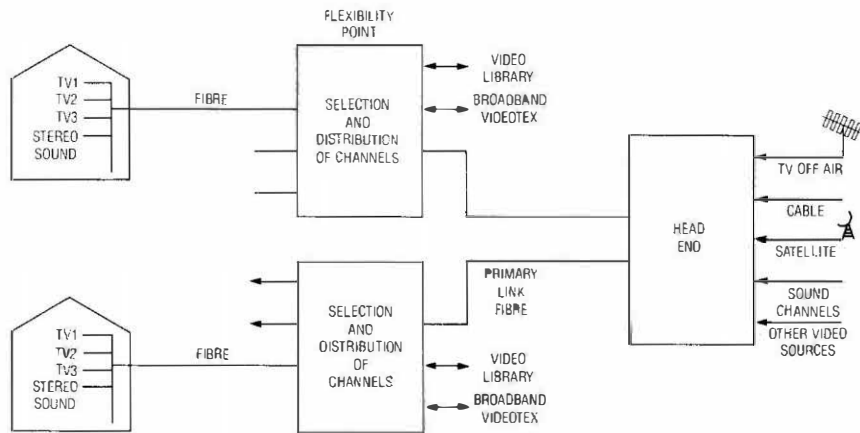 FLEXIBILITY
POINT
TV1
TV2
TV3
STEREO
SOUND
FIBRE
SELECTION
AND
DISTRIBUTION
OF CHANNELS
VIDEO
LIBRARY
BROADBAND
VIDEOTEX
HEAD
END
TV OFF AIR
CABLE
SATELLITE
SOUND
CHANNELS
OTHER VIDEO
SOURCES
PRIMARY
LINK
FIBRE
TV1
TV2
TV3
STEREO
SOUND
FIBRE
SELECTION
AND
DISTRIBUTION
OF
CHANNELS
VIDEO
LIBRARY
BROADBAND
VIDEOTEX